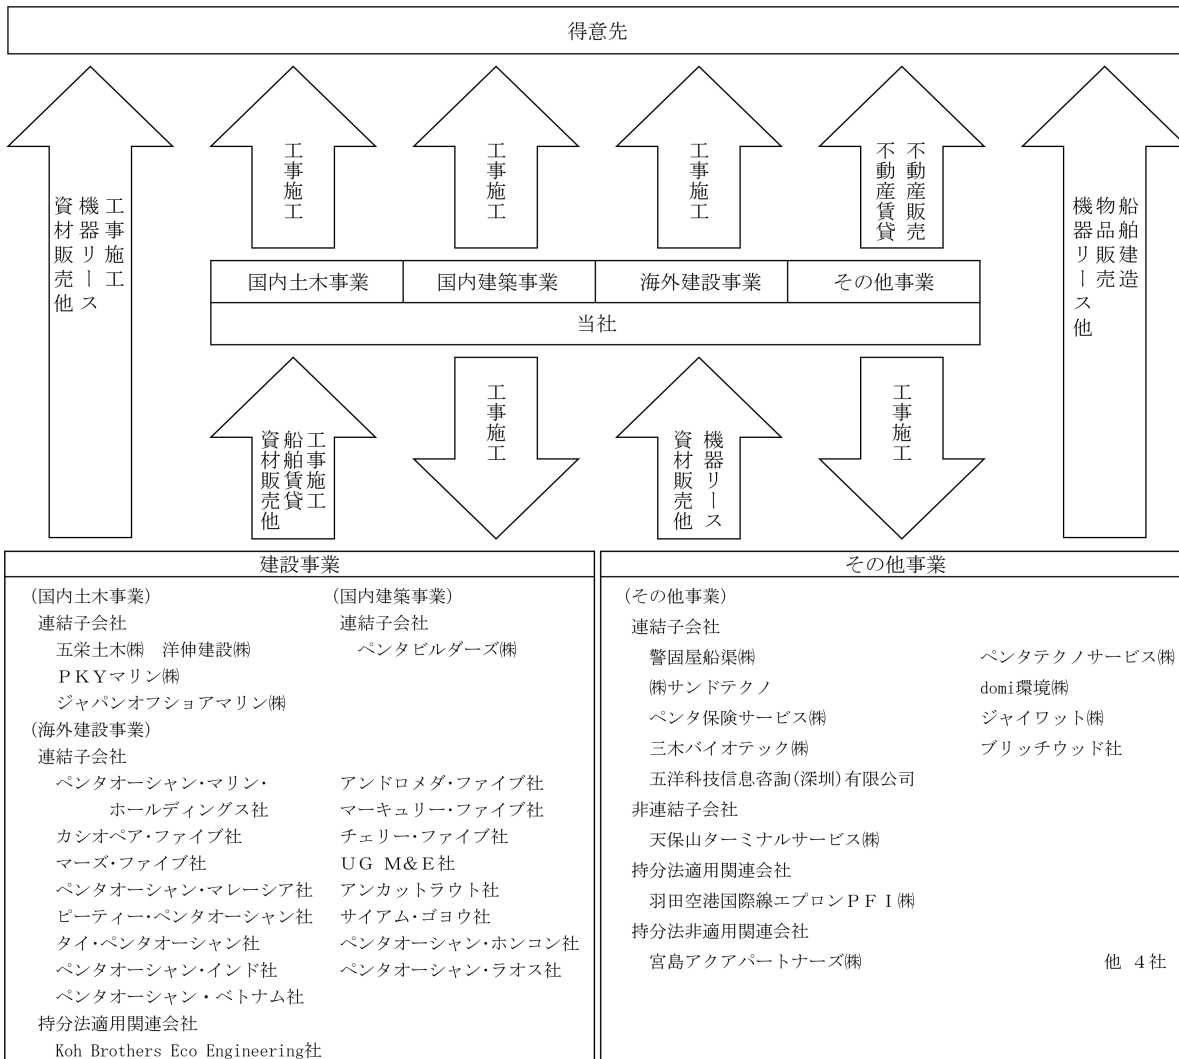 得意先
工事施工
機器リース
資材販売他
工事施工
工事施工
工事施工
不動産販売
不動産賃貸
船舶建造
物品販売
機器リース他
国内土木事業
国内建築事業
海外建設事業
その他事業
当社
工事施工
船舶賃貸
資材販売他
工事施工
機器リース
資材販売他
工事施工
建設事業
(国内土木事業)
連結子会社
五栄土木㈱　洋伸建設㈱
ＰＫＹマリン㈱
ジャパンオフショアマリン㈱
(国内建築事業)
連結子会社
ペンタビルダーズ㈱
(海外建設事業)
連結子会社
ペンタオーシャン･マリン･
ホールディングス社
カシオペア･ファイブ社
マーズ･ファイブ社
ペンタオーシャン･マレーシア社
ピーティー･ペンタオーシャン社
タイ･ペンタオーシャン社
ペンタオーシャン･インド社
ペンタオーシャン・ベトナム社
アンドロメダ･ファイブ社
マーキュリー･ファイブ社
チェリー･ファイブ社
ＵＧ Ｍ＆Ｅ社
アンカットラウト社
サイアム･ゴヨウ社
ペンタオーシャン･ホンコン社
ペンタオーシャン･ラオス社
持分法適用関連会社
Koh Brothers Eco Engineering社
その他事業
(その他事業)
連結子会社
警固屋船渠㈱
㈱サンドテクノ
ペンタ保険サービス㈱
三木バイオテック㈱
五洋科技信息咨詢(深圳)有限公司
ペンタテクノサービス㈱
domi環境㈱
ジャイワット㈱
ブリッチウッド社
非連結子会社
天保山ターミナルサービス㈱
持分法適用関連会社
羽田空港国際線エプロンＰＦＩ㈱
持分法非適用関連会社
宮島アクアパートナーズ㈱
他 4社